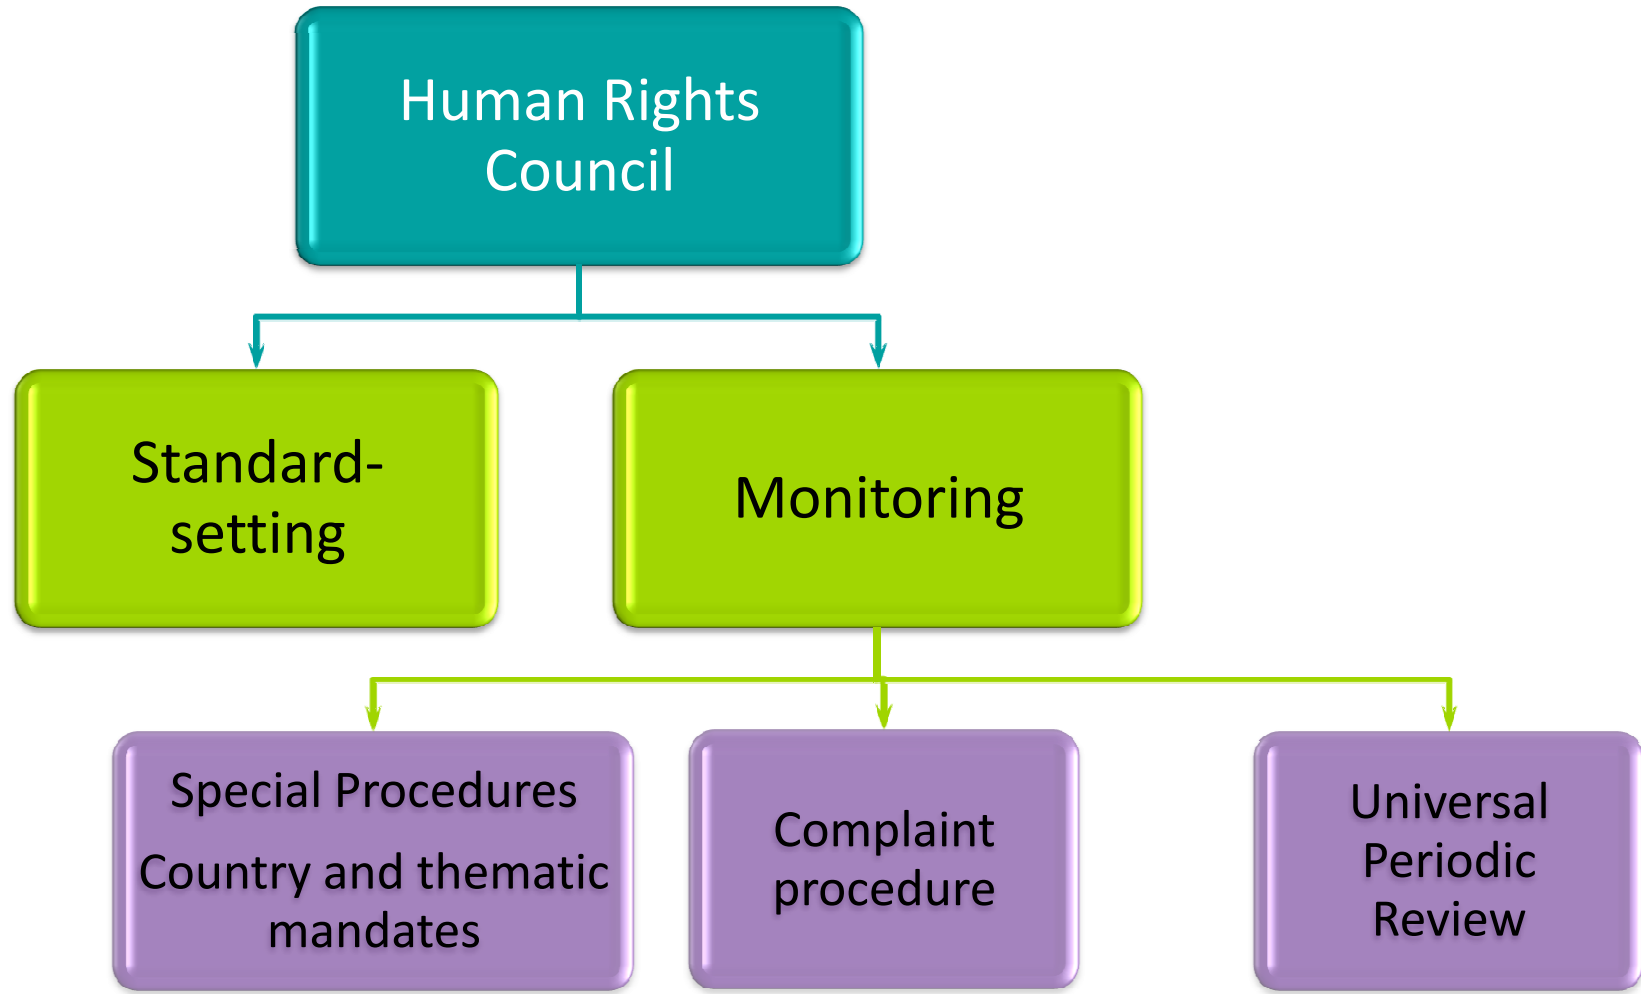 Human Rights
Council
Standard-
setting
Monitoring
Special Procedures
Country and thematic
mandates
Complaint
procedure
Universal
Periodic
Review